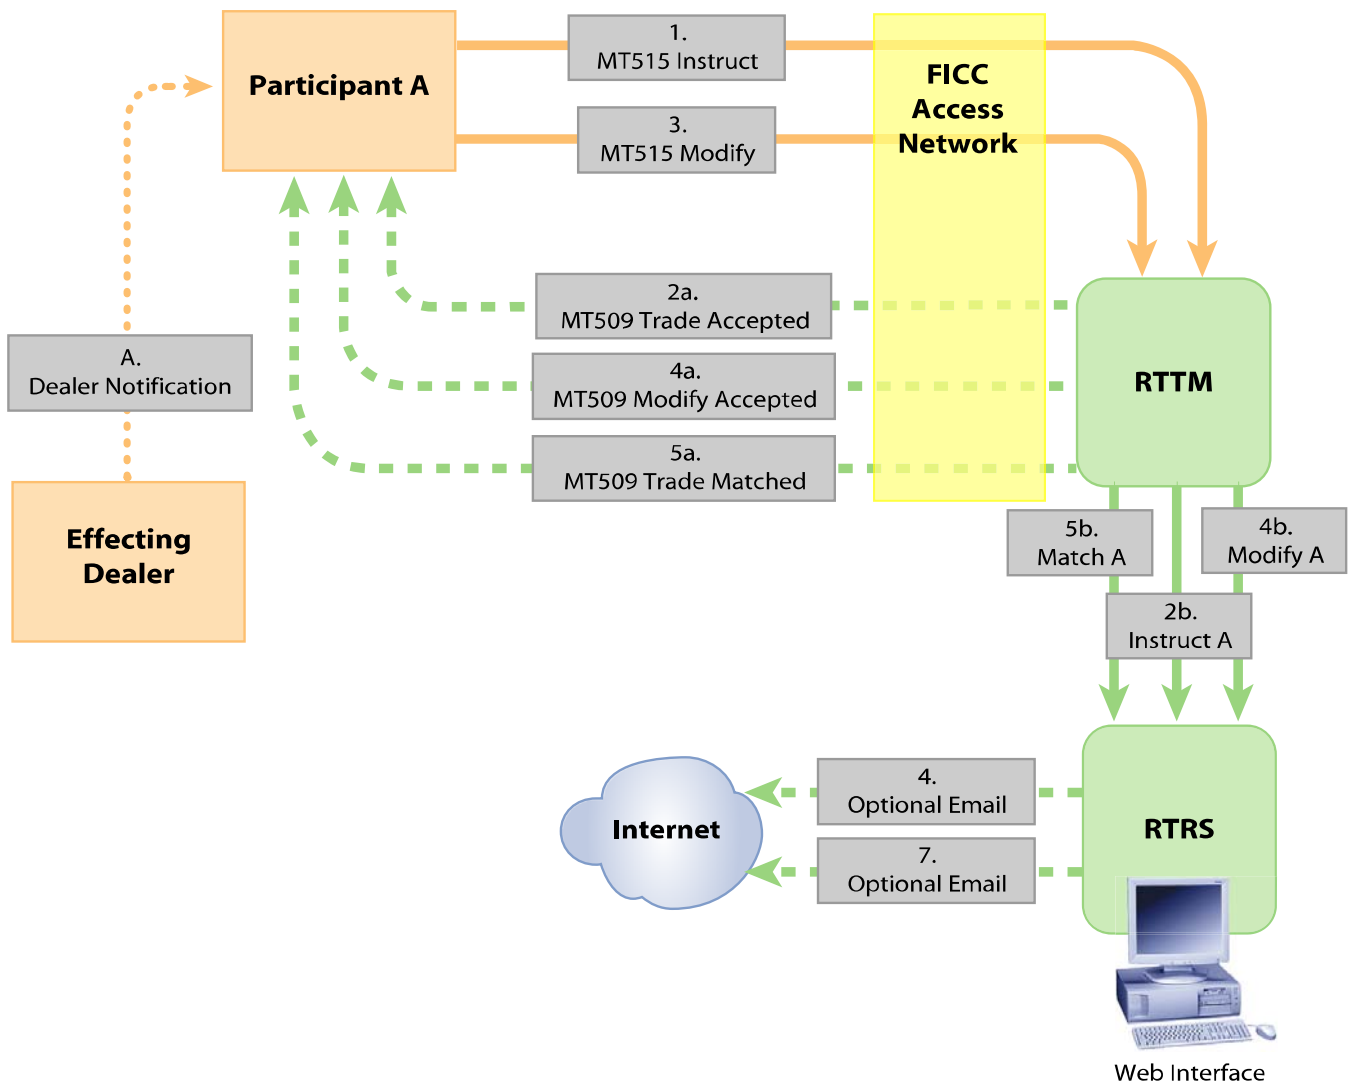 Participant A
1.
MT515 Instruct
3.
MT515 Modify
FICC
Access
Network
2a.
MT509 Trade Accepted
4a.
MT509 Modify Accepted
5a.
MT509 Trade Matched
RTTM
A.
Dealer Notification
Effecting
Dealer
5b.
Match A
4b.
Modify A
2b.
Instruct A
4.
Optional Email
7.
Optional Email
Internet
RTRS
Web Interface